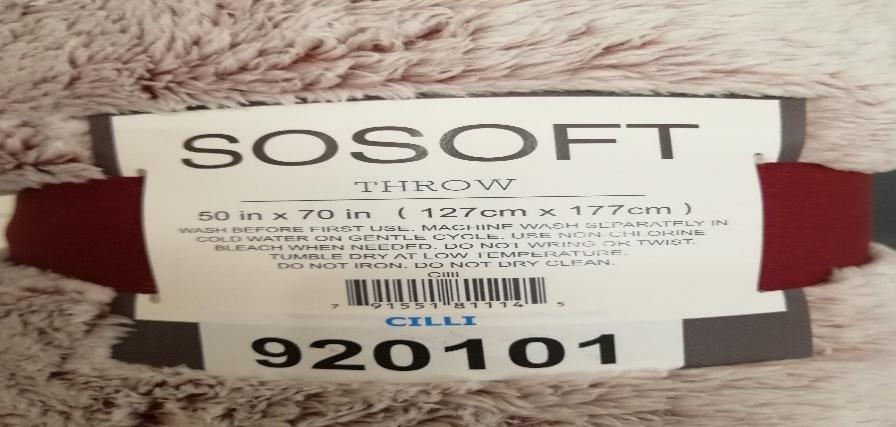 SOSOFT
THROW
50 in x 70 in ( 127cm x 177cm )
WASH BEFORE FIRST USE. MACHINE WASH SEPARATELY IN
COLD WATER ON GENTLE CYCLE. USE NON-CHLORINE
BLEACH WHEN NEEDED. DO NOT WRING OR TWIST.
TUMBLE DRY AT LOW TEMPERATURE.
DO NOT IRON. DO NOT DRY CLEAN.
Cilli
7 91551 81114 5
CILLI
920101